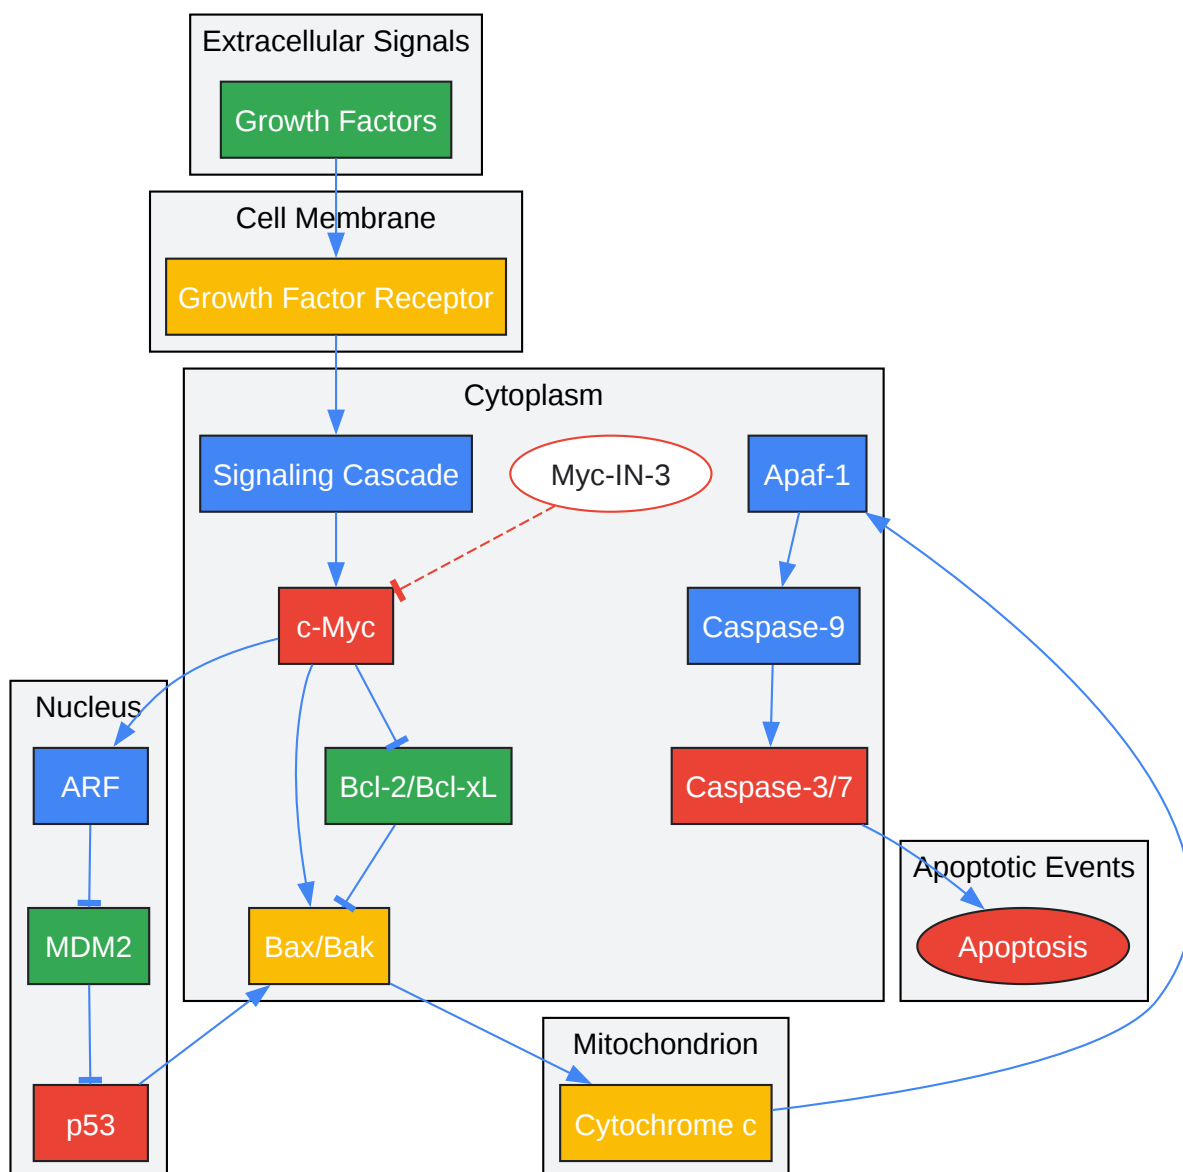 Extracellular Signals
Growth Factors
Cell Membrane
Growth Factor Receptor
Cytoplasm
Signaling Cascade
Myc-IN-3
Apaf-1
c-Myc
Caspase-9
Nucleus
ARF
Bcl-2/Bcl-xL
Caspase-3/7
Apoptotic Events
MDM2
Bax/Bak
Apoptosis
Mitochondrion
p53
Cytochrome c